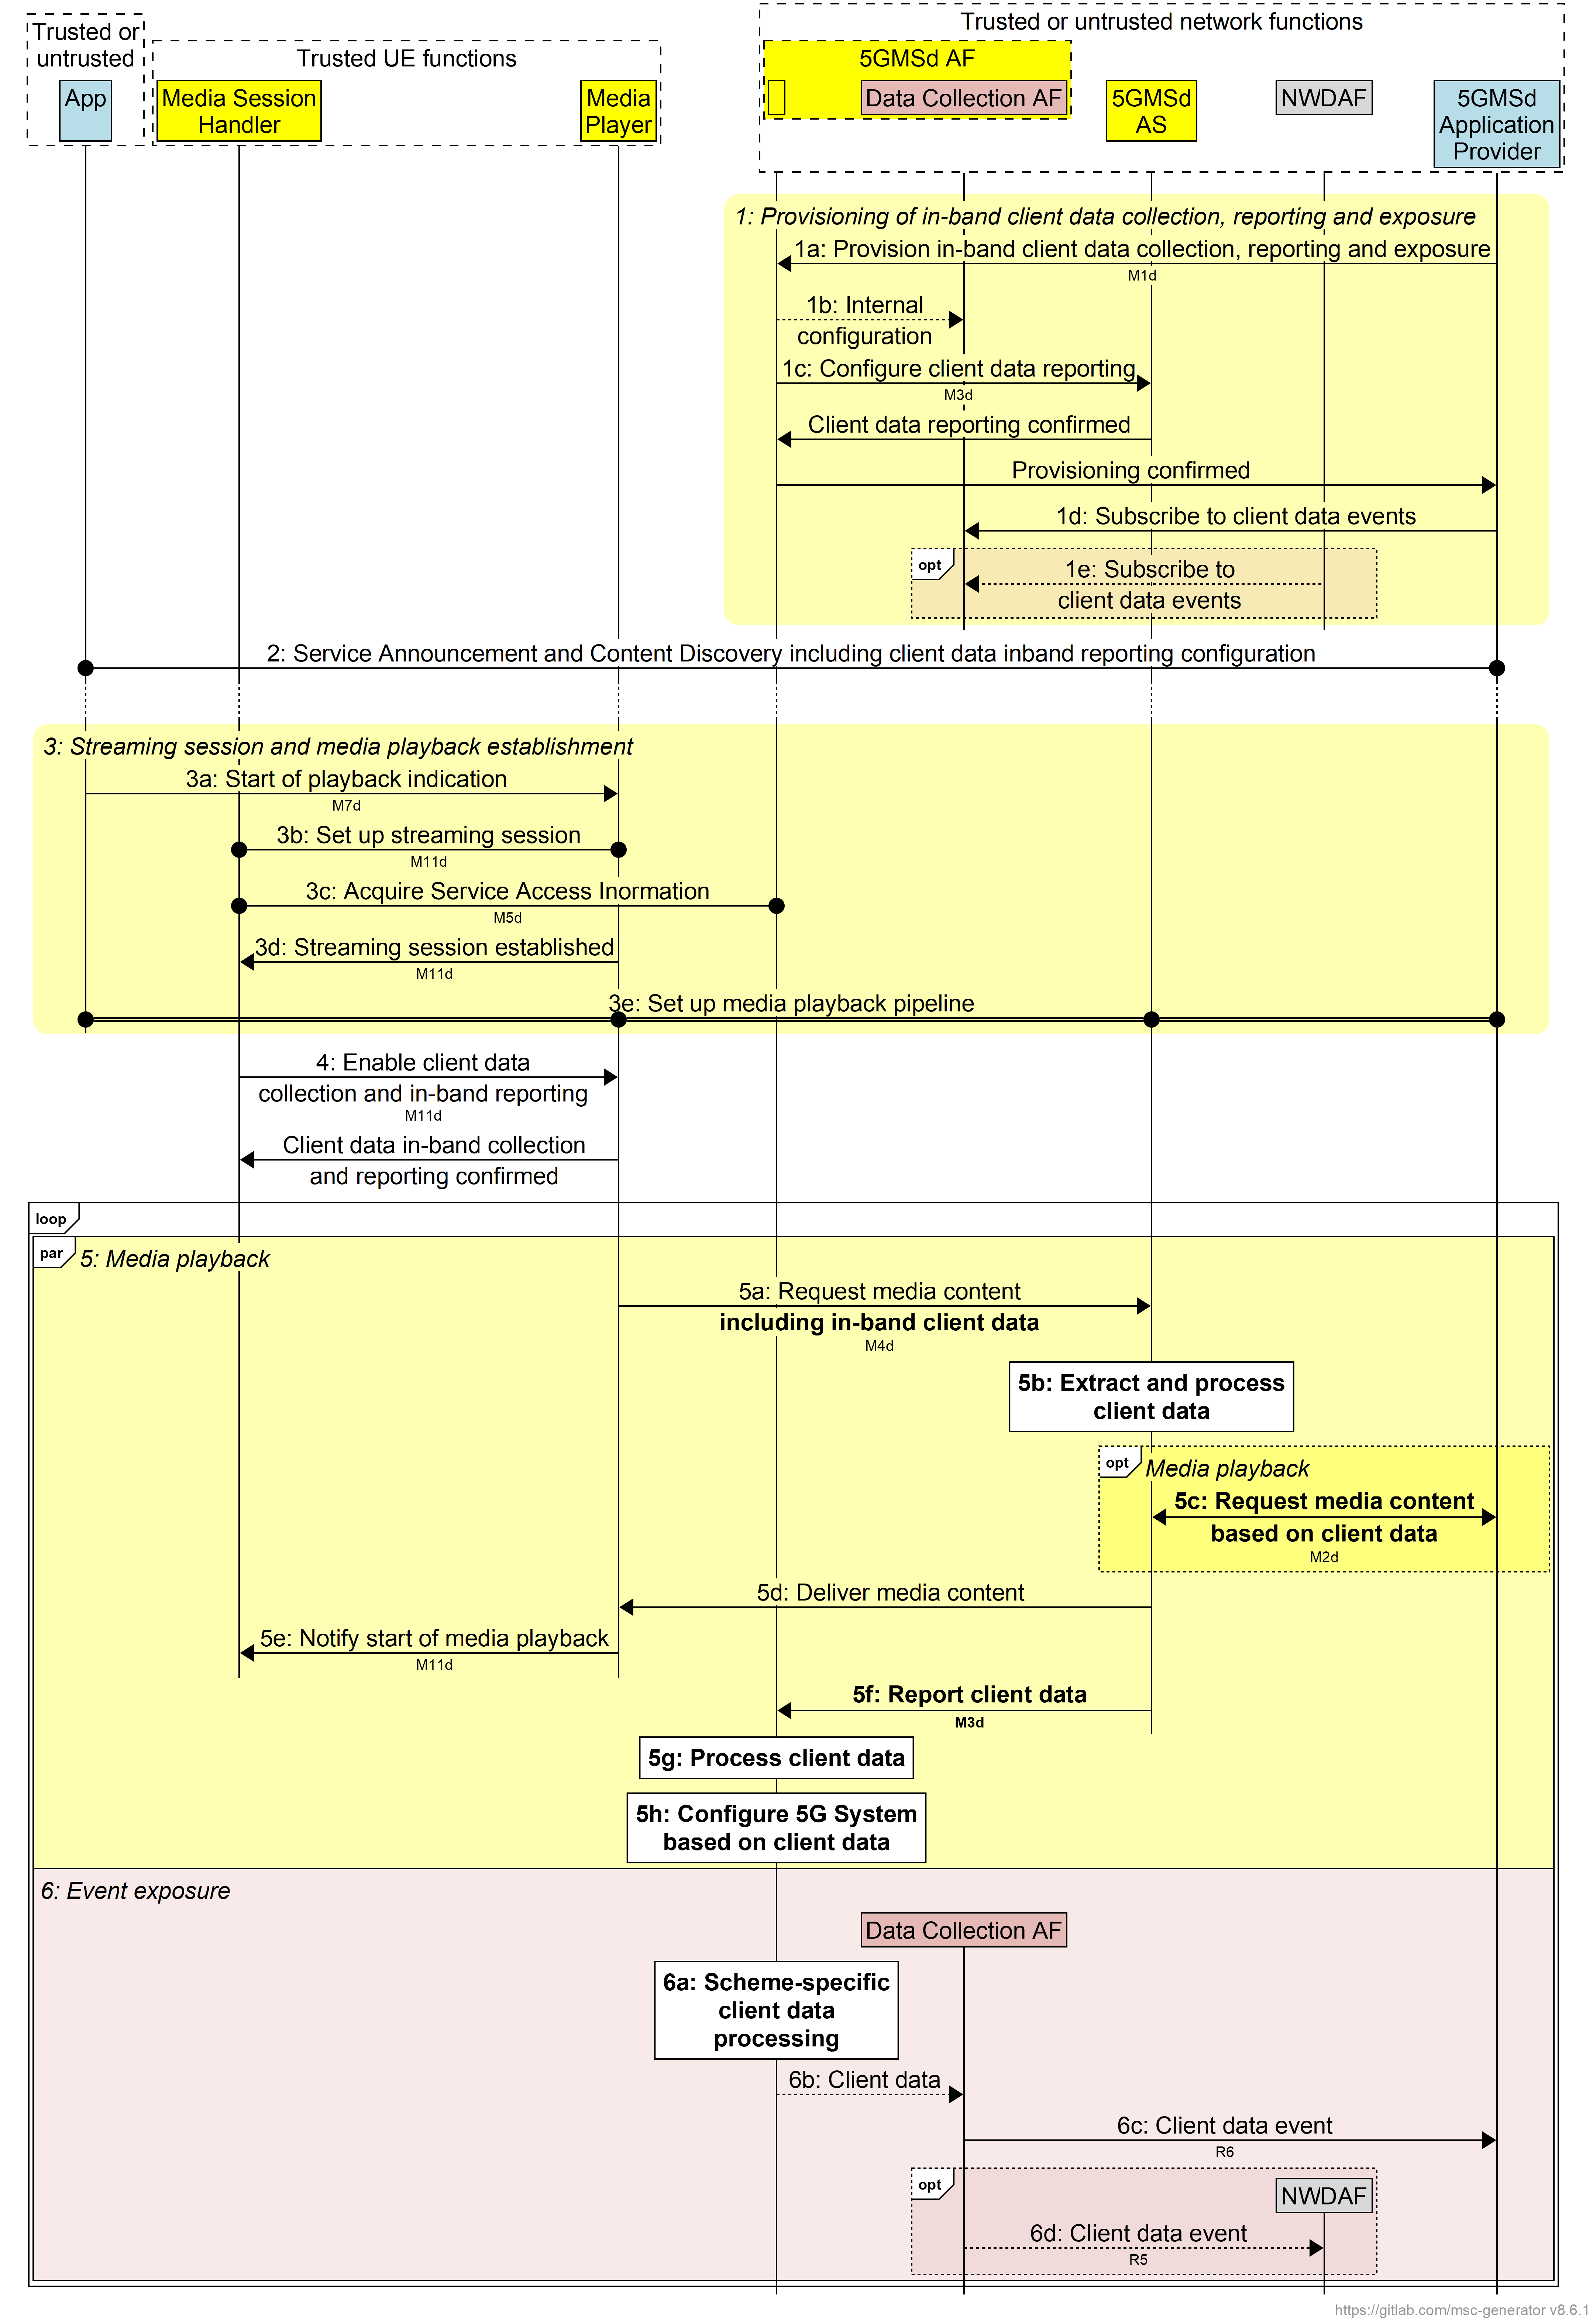 Trusted or
untrusted
Trusted UE functions
Trusted or untrusted network functions
5GMSd AF
App
Media Session
Handler
Media
Player
Data Collection AF
5GMSd
AS
NWDAF
5GMSd
Application
Provider
1: Provisioning of in-band client data collection, reporting and exposure
1a: Provision in-band client data collection, reporting and exposure
M1d
1b: Internal
configuration
1c: Configure client data reporting
M3d
Client data reporting confirmed
Provisioning confirmed
1d: Subscribe to client data events
opt
1e: Subscribe to
client data events
2: Service Announcement and Content Discovery including client data inband reporting configuration
3: Streaming session and media playback establishment
3a: Start of playback indication
M7d
3b: Set up streaming session
M11d
3c: Acquire Service Access Inormation
M5d
3d: Streaming session established
M11d
3e: Set up media playback pipeline
4: Enable client data
collection and in-band reporting
M11d
Client data in-band collection
and reporting confirmed
loop
par
5: Media playback
5a: Request media content
including in-band client data
M4d
5b: Extract and process
client data
opt
Media playback
5c: Request media content
based on client data
M2d
5d: Deliver media content
5e: Notify start of media playback
M11d
5f: Report client data
M3d
5g: Process client data
5h: Configure 5G System
based on client data
6: Event exposure
Data Collection AF
6a: Scheme-specific
client data
processing
6b: Client data
6c: Client data event
R6
opt
NWDAF
6d: Client data event
R5
https://gitlab.com/msc-generator v8.6.1